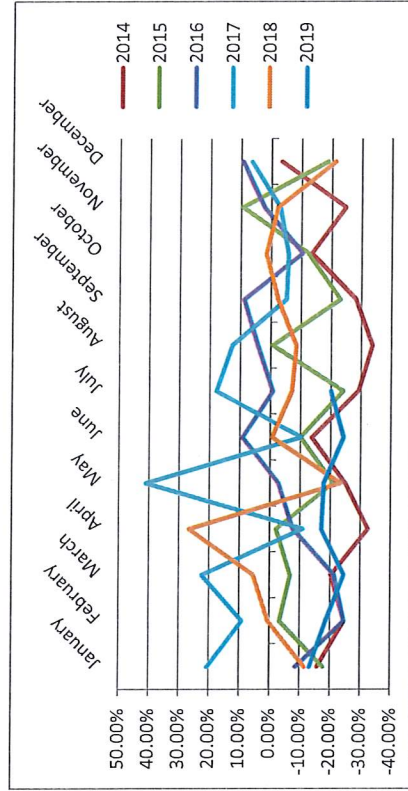 50.00%
40.00%
30.00%
20.00%
10.00%
0.00%
-10.00%
-20.00%
-30.00%
-40.00%
January
February
March
April
May
June
July
August
September
October
November
December
2014
2015
2016
2017
2018
2019